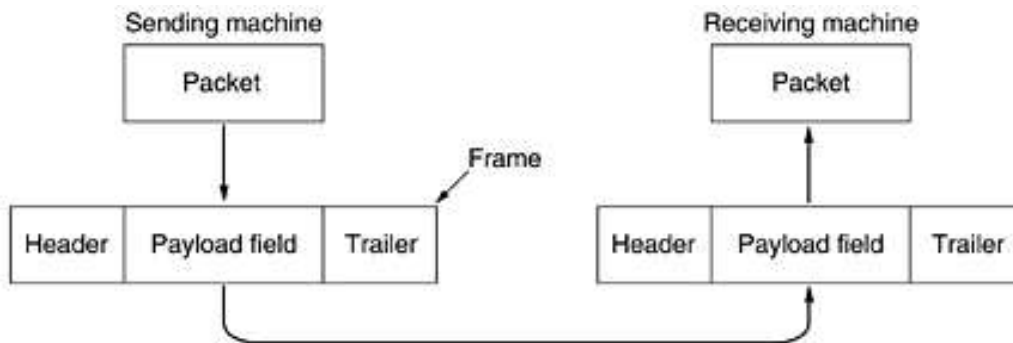 Sending machine
Receiving machine
Packet
Packet
Frame
Header
Payload field
Trailer
Header
Payload field
Trailer